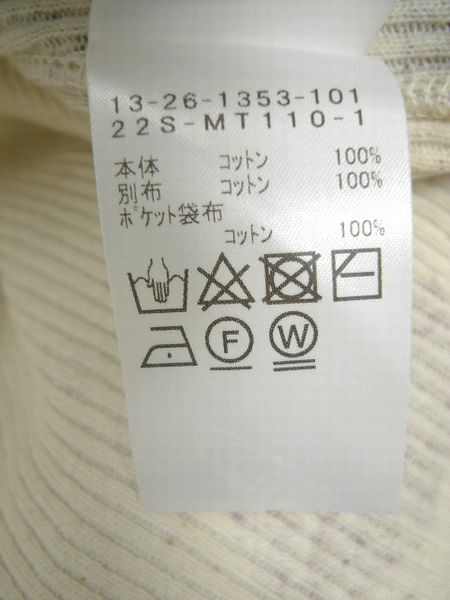 13-26-1353-101
22S-MT110-1
本体 コットン 100%
別布 コットン 100%
ポケット袋布
コットン 100%
F W